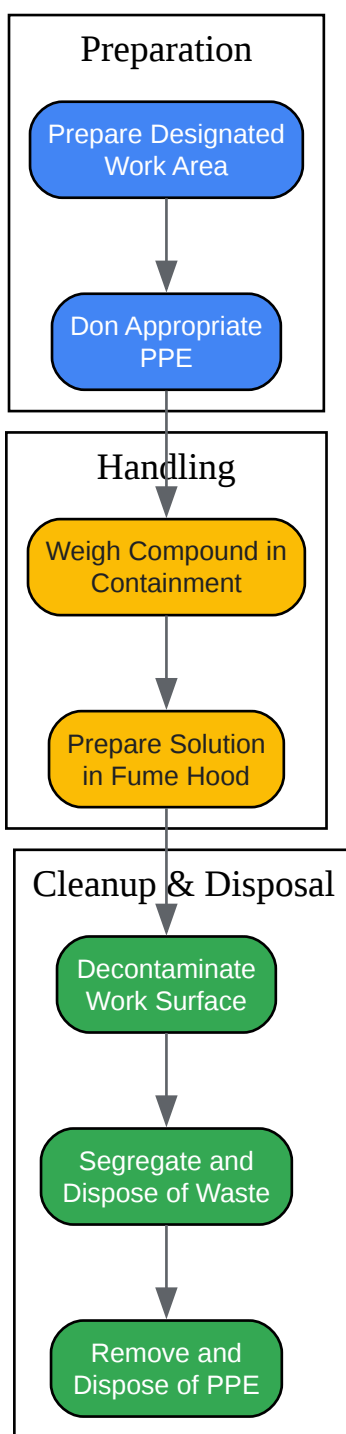 Preparation
Prepare Designated
Work Area
Don Appropriate
PPE
Handling
Weigh Compound in
Containment
Prepare Solution
in Fume Hood
Cleanup & Disposal
Decontaminate
Work Surface
Segregate and
Dispose of Waste
Remove and
Dispose of PPE